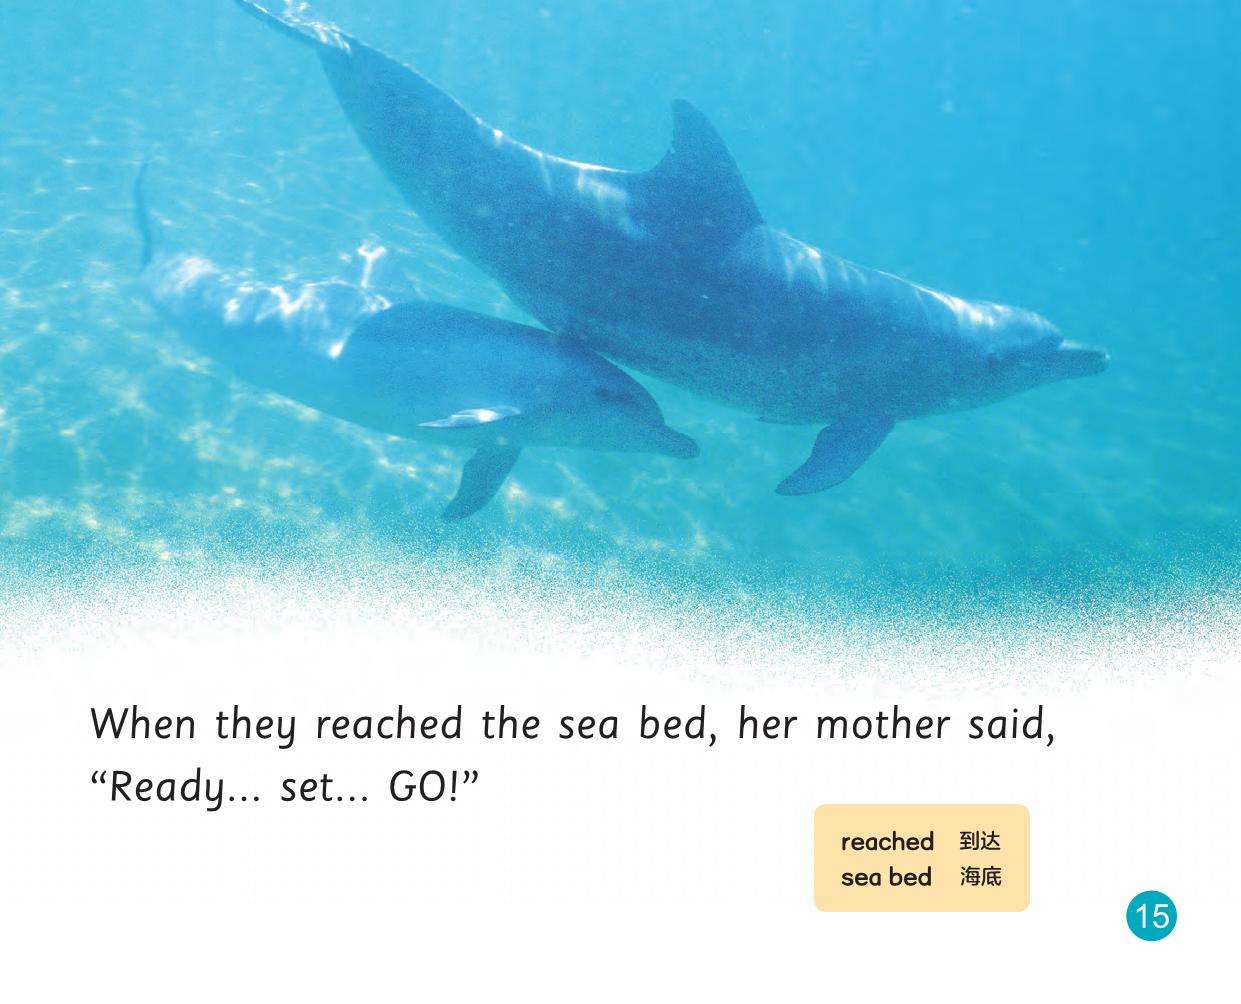 When they reached the sea bed, her mother said,
“Ready... set... GO!”
reached 到达
sea bed 海底
15